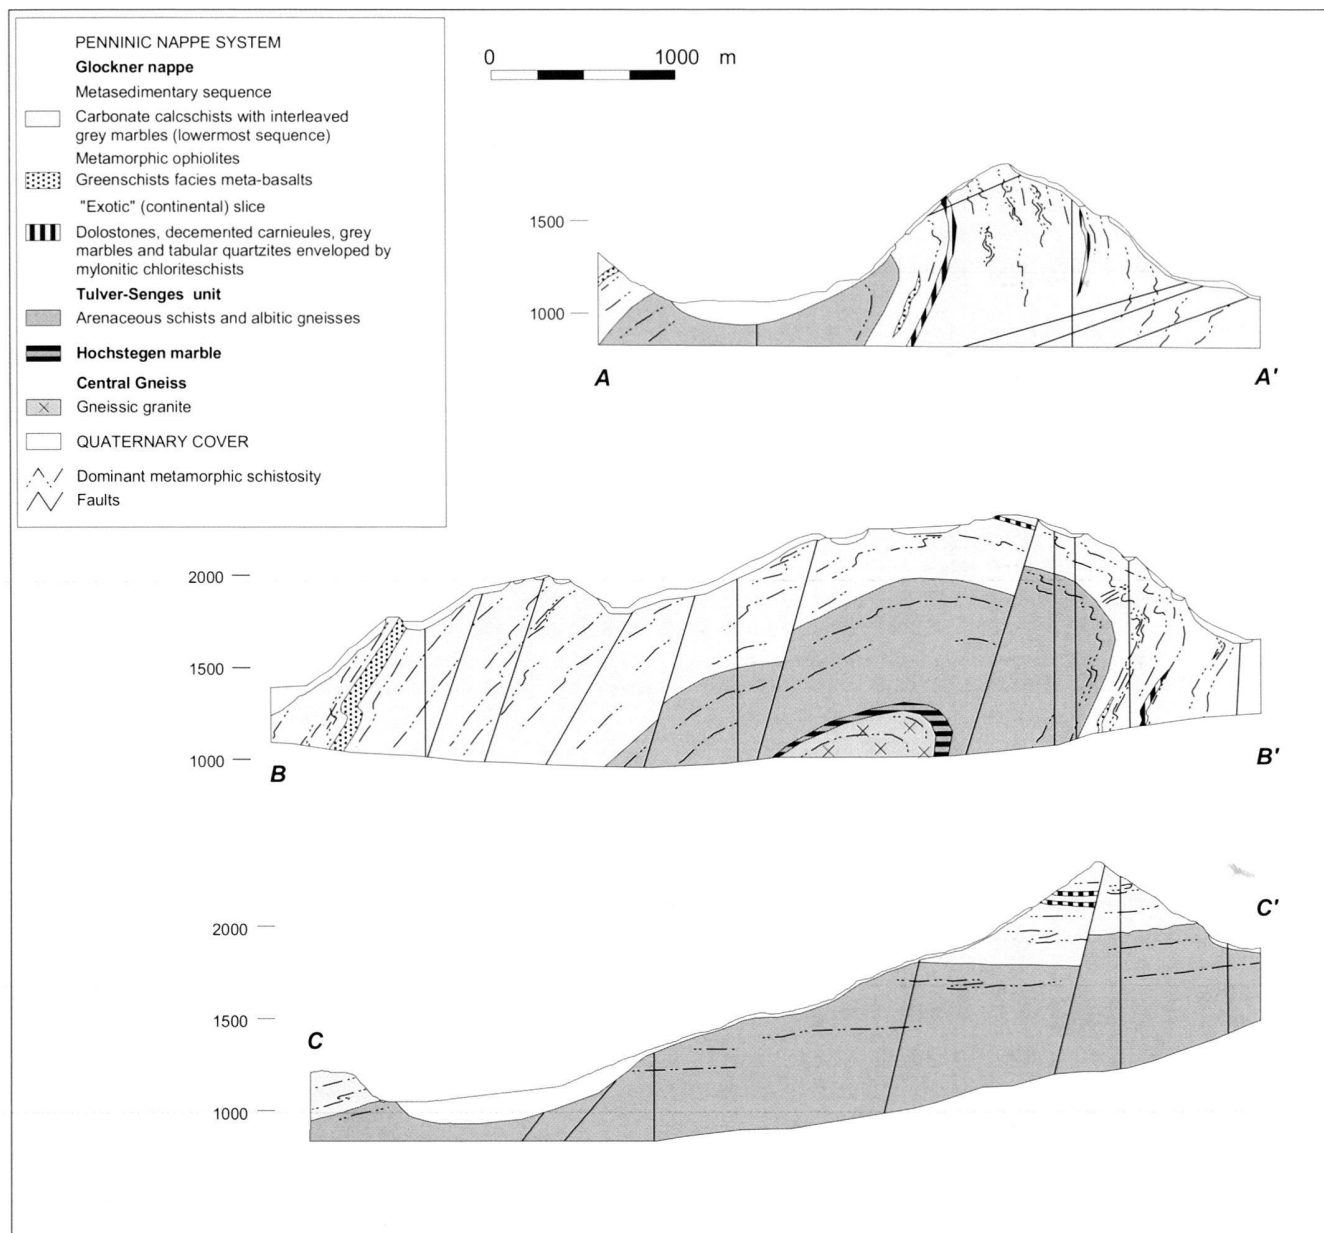 PENNINIC NAPPE SYSTEM
Glockner nappe
Metasedimentary sequence
Carbonate calcschists with interleaved
grey marbles (lowermost sequence)
Metamorphic ophiolites
Greenschists facies meta-basalts
"Exotic" (continental) slice
Dolostones, decemented carnieules, grey
marbles and tabular quartzites enveloped by
mylonitic chloriteschists
Tulver-Senges unit
Arenaceous schists and albitic gneisses
Hochstegen marble
Central Gneiss
Gneissic granite
QUATERNARY COVER
Dominant metamorphic schistosity
Faults
0 1000 m
1500
1000
A A'
2000
1500
1000
B B'
2000
1500
1000
C C'